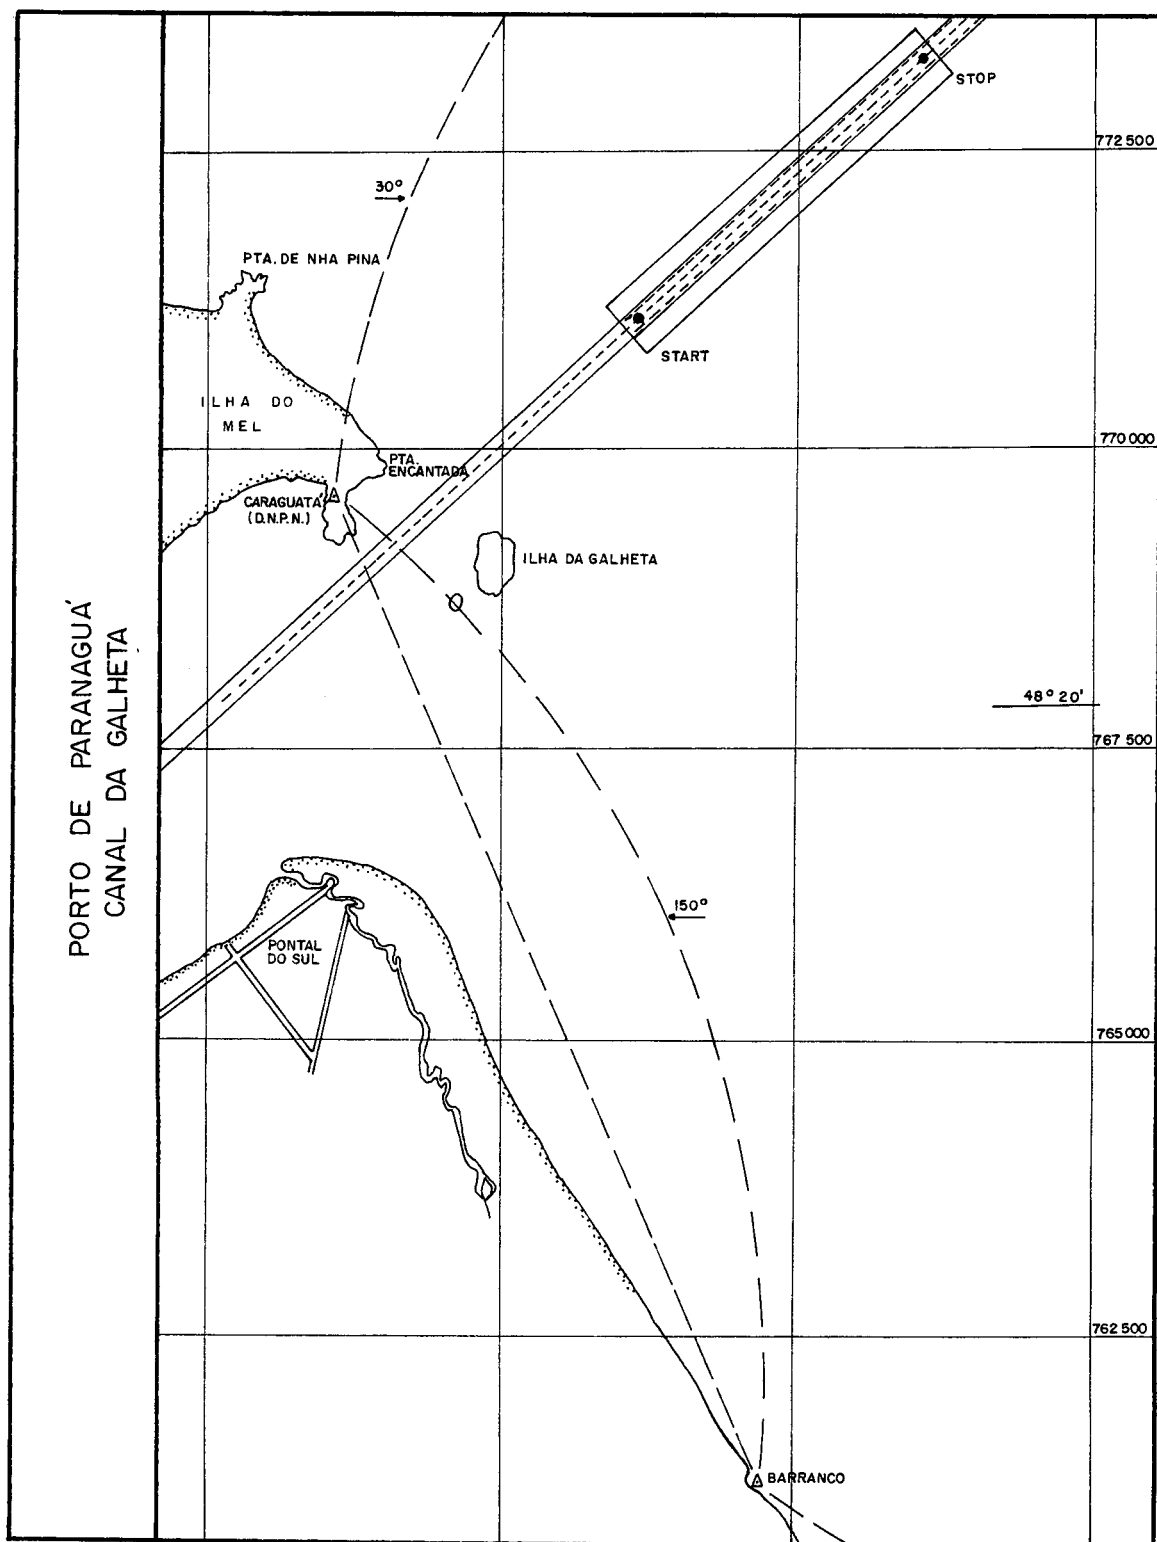 PORTO DE PARANAGUÁ
CANAL DA GALHETA
STOP
772 500
30°
PTA. DE NHA PINA
START
ILHA DO
MEL
770 000
PTA.
ENCANTADA
CARAGUATÁ
(D.N.P.N.)
ILHA DA GALHETA
48° 20'
767 500
150°
PONTAL
DO SUL
765 000
762 500
BARRANCO